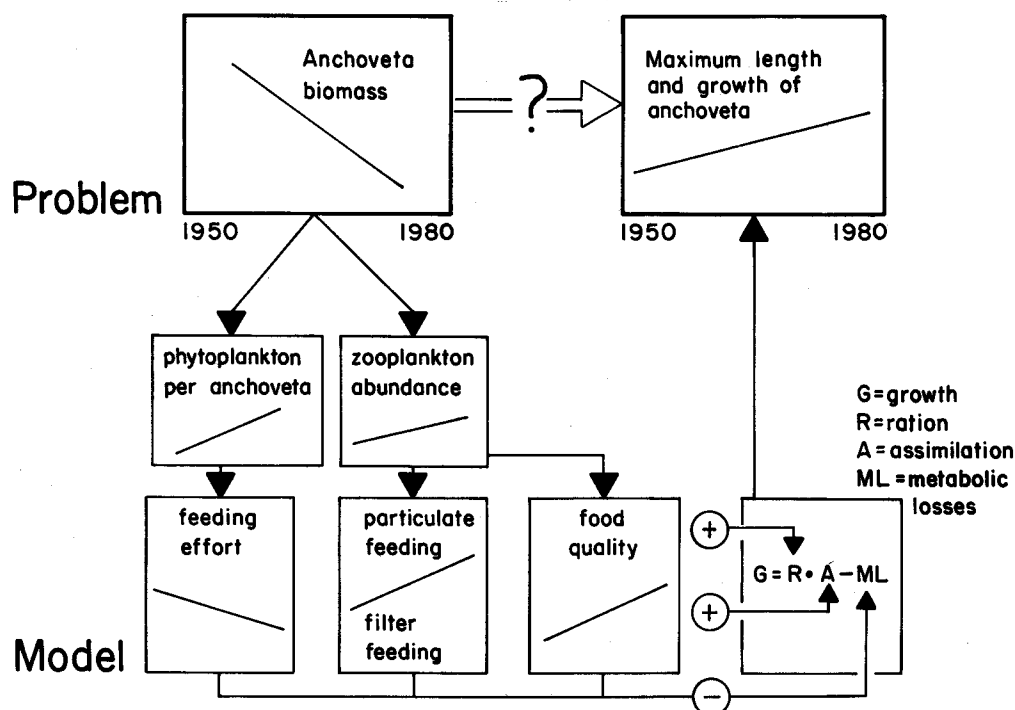 Anchoveta
biomass
?
Maximum length
and growth of
anchoveta
Problem
1950
1980
1950
1980
phytoplankton
per anchoveta
zooplankton
abundance
G=growth
R=ration
A=assimilation
ML=metabolic
losses
feeding
effort
particulate
feeding
filter
feeding
food
quality
+
G=R•A–ML
+
Model
–